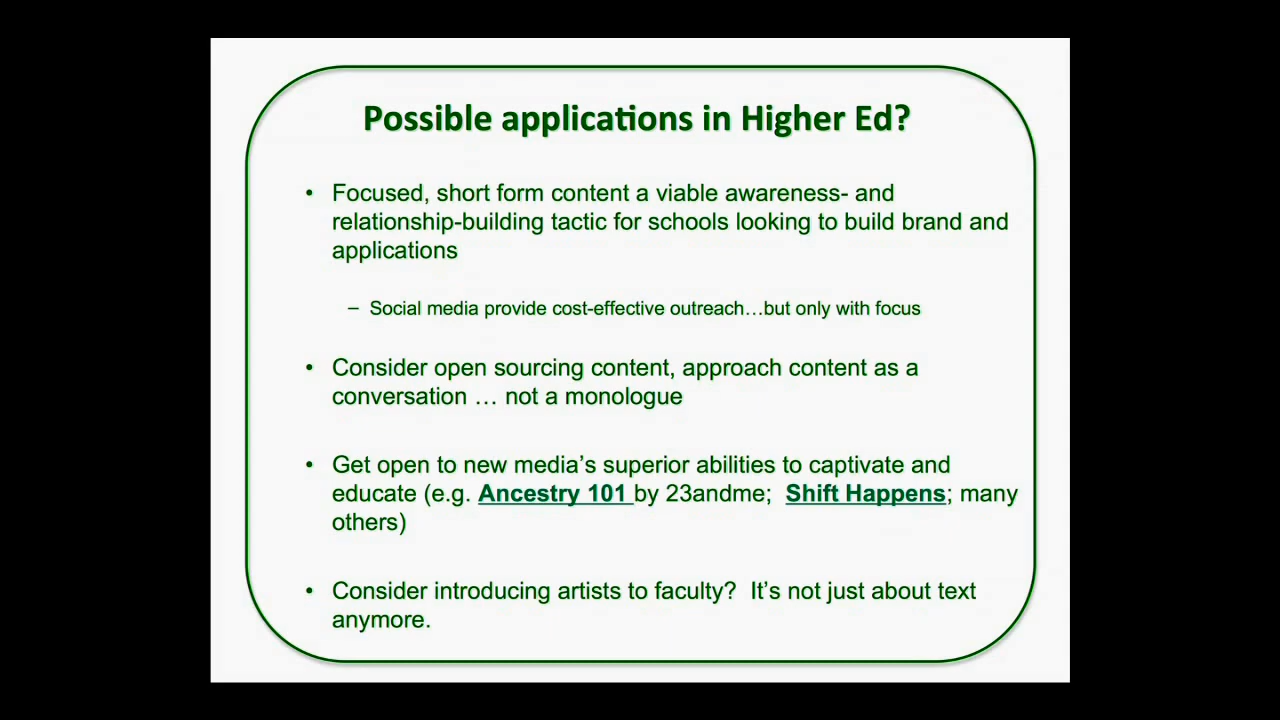 Possible applications in Higher Ed?
• Focused, short form content a viable awareness- and
relationship-building tactic for schools looking to build brand and
applications
– Social media provide cost-effective outreach…but only with focus
• Consider open sourcing content, approach content as a
conversation … not a monologue
• Get open to new media’s superior abilities to captivate and
educate (e.g. Ancestry 101 by 23andme; Shift Happens; many
others)
• Consider introducing artists to faculty? It’s not just about text
anymore.